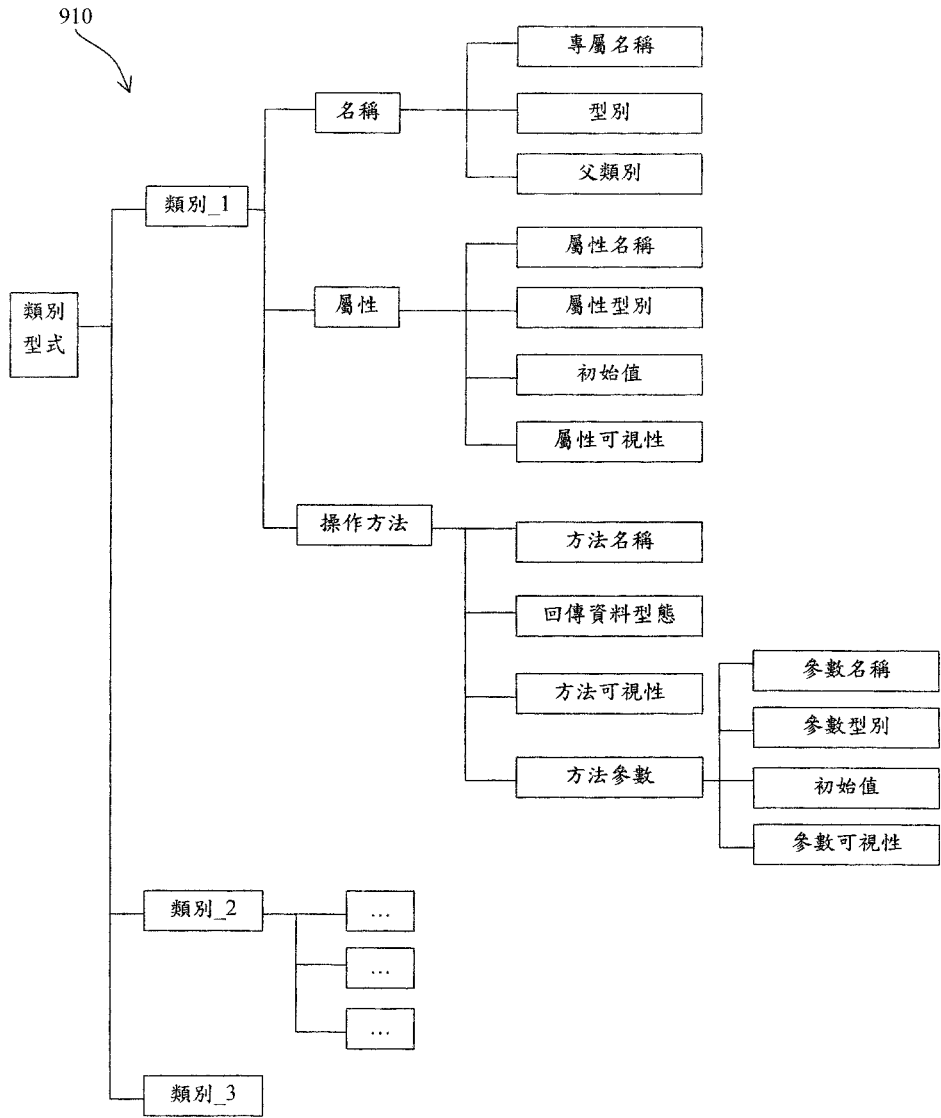 910
專屬名稱
名稱
型別
父類別
類別_1
屬性名稱
屬性
屬性型別
類別
型式
初始值
屬性可視性
操作方法
方法名稱
回傳資料型態
參數名稱
方法可視性
參數型別
方法參數
初始值
參數可視性
類別_2
...
...
...
類別_3